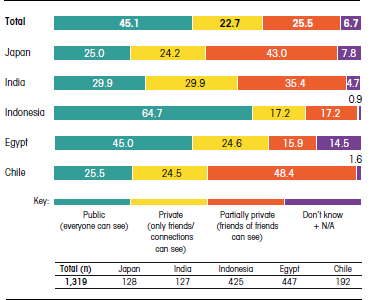 Total 45.1 22.7 25.5 6.7
Japan 25.0 24.2 43.0 7.8
India 29.9 29.9 35.4 4.7
0.9
Indonesia 64.7 17.2 17.2
Egypt 45.0 24.6 15.9 14.5
1.6
Chile 25.5 24.5 48.4
Key:
Public Private Partially private Don't know
(everyone can see) (only friends/ (friends of friends + N/A
connections can see)
can see)
Total (n) Japan India Indonesia Egypt Chile
1,319 128 127 425 447 192